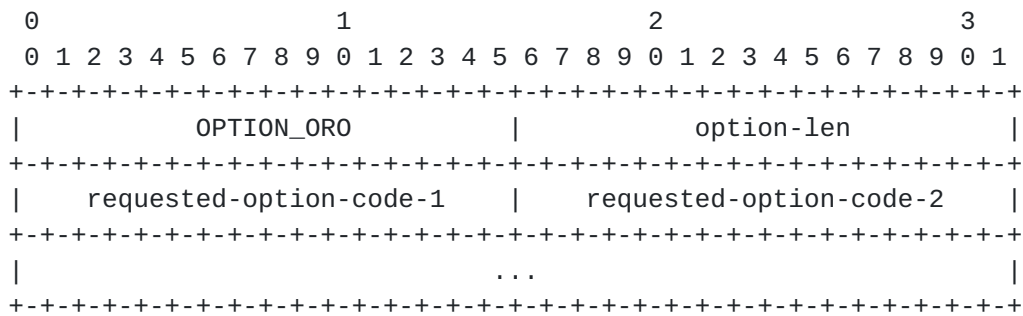 0                   1                   2                   3
 0 1 2 3 4 5 6 7 8 9 0 1 2 3 4 5 6 7 8 9 0 1 2 3 4 5 6 7 8 9 0 1
+-+-+-+-+-+-+-+-+-+-+-+-+-+-+-+-+-+-+-+-+-+-+-+-+-+-+-+-+-+-+-+-+
|           OPTION_ORO          |           option-len          |
+-+-+-+-+-+-+-+-+-+-+-+-+-+-+-+-+-+-+-+-+-+-+-+-+-+-+-+-+-+-+-+-+
|    requested-option-code-1    |    requested-option-code-2    |
+-+-+-+-+-+-+-+-+-+-+-+-+-+-+-+-+-+-+-+-+-+-+-+-+-+-+-+-+-+-+-+-+
|                              ...                              |
+-+-+-+-+-+-+-+-+-+-+-+-+-+-+-+-+-+-+-+-+-+-+-+-+-+-+-+-+-+-+-+-+